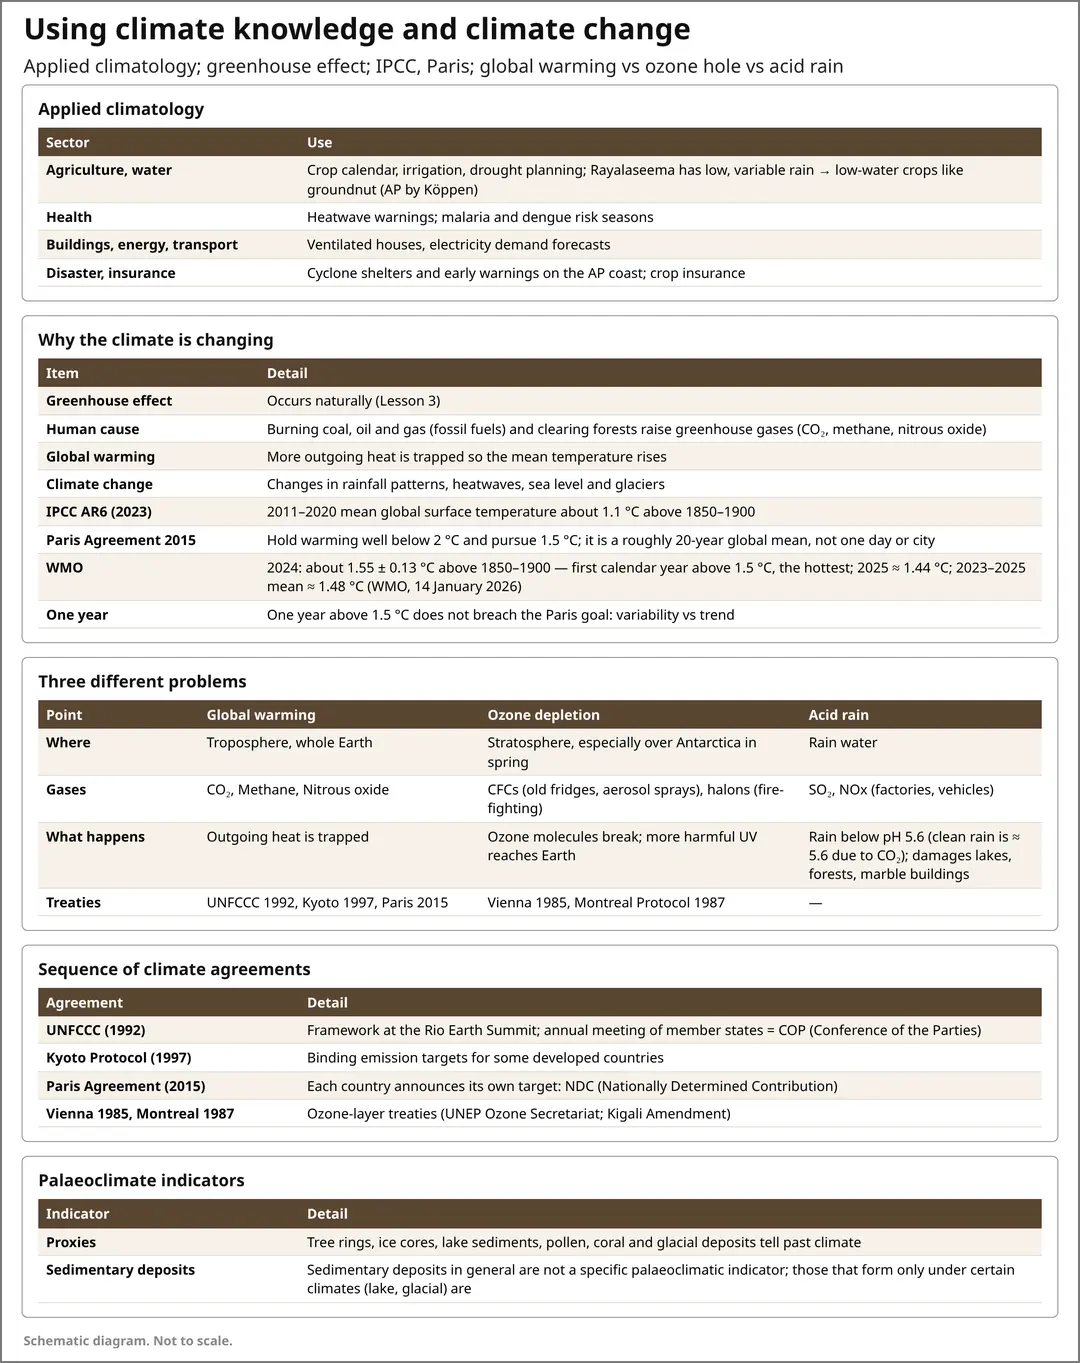 Using climate knowledge and climate change
Applied climatology; greenhouse effect; IPCC, Paris; global warming vs ozone hole vs acid rain
Applied climatology
Sector Use
Agriculture, water Crop calendar, irrigation, drought planning; Rayalaseema has low, variable rain → low-water crops like
groundnut (AP by Köppen)
Health Heatwave warnings; malaria and dengue risk seasons
Buildings, energy, transport Ventilated houses, electricity demand forecasts
Disaster, insurance Cyclone shelters and early warnings on the AP coast; crop insurance
Why the climate is changing
Item Detail
Greenhouse effect Occurs naturally (Lesson 3)
Human cause Burning coal, oil and gas (fossil fuels) and clearing forests raise greenhouse gases (CO₂, methane, nitrous oxide)
Global warming More outgoing heat is trapped so the mean temperature rises
Climate change Changes in rainfall patterns, heatwaves, sea level and glaciers
IPCC AR6 (2023) 2011–2020 mean global surface temperature about 1.1 °C above 1850–1900
Paris Agreement 2015 Hold warming well below 2 °C and pursue 1.5 °C; it is a roughly 20-year global mean, not one day or city
WMO 2024: about 1.55 ± 0.13 °C above 1850–1900 — first calendar year above 1.5 °C, the hottest; 2025 ≈ 1.44 °C; 2023–2025
mean ≈ 1.48 °C (WMO, 14 January 2026)
One year One year above 1.5 °C does not breach the Paris goal: variability vs trend
Three different problems
Point Global warming Ozone depletion Acid rain
Where Troposphere, whole Earth Stratosphere, especially over Antarctica in Rain water
spring
Gases CO₂, Methane, Nitrous oxide CFCs (old fridges, aerosol sprays), halons (fire- SO₂, NOx (factories, vehicles)
fighting)
What happens Outgoing heat is trapped Ozone molecules break; more harmful UV Rain below pH 5.6 (clean rain is ≈
reaches Earth 5.6 due to CO₂); damages lakes,
forests, marble buildings
Treaties UNFCCC 1992, Kyoto 1997, Paris 2015 Vienna 1985, Montreal Protocol 1987 —
Sequence of climate agreements
Agreement Detail
UNFCCC (1992) Framework at the Rio Earth Summit; annual meeting of member states = COP (Conference of the Parties)
Kyoto Protocol (1997) Binding emission targets for some developed countries
Paris Agreement (2015) Each country announces its own target: NDC (Nationally Determined Contribution)
Vienna 1985, Montreal 1987 Ozone-layer treaties (UNEP Ozone Secretariat; Kigali Amendment)
Palaeoclimate indicators
Indicator Detail
Proxies Tree rings, ice cores, lake sediments, pollen, coral and glacial deposits tell past climate
Sedimentary deposits Sedimentary deposits in general are not a specific palaeoclimatic indicator; those that form only under certain
climates (lake, glacial) are
Schematic diagram. Not to scale.